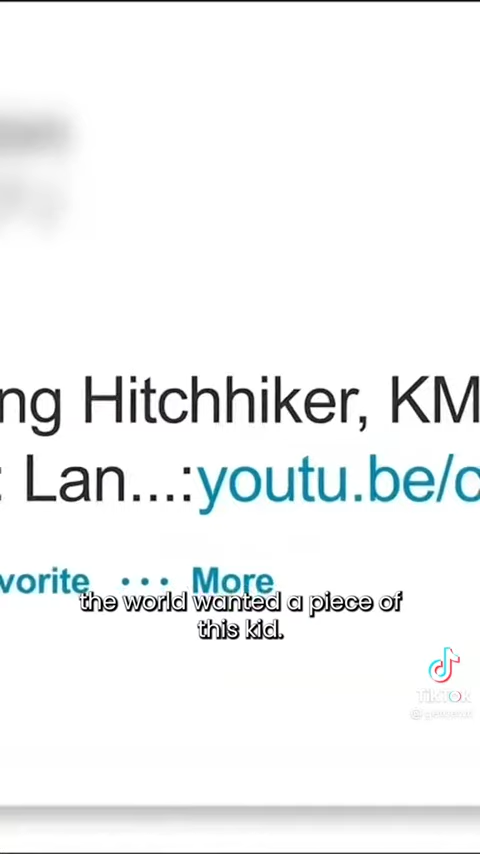 ng Hitchhiker, KM
: Lan...:youtu.be/c
vorite ··· More
the world wanted a piece of
this kid.
TikTok